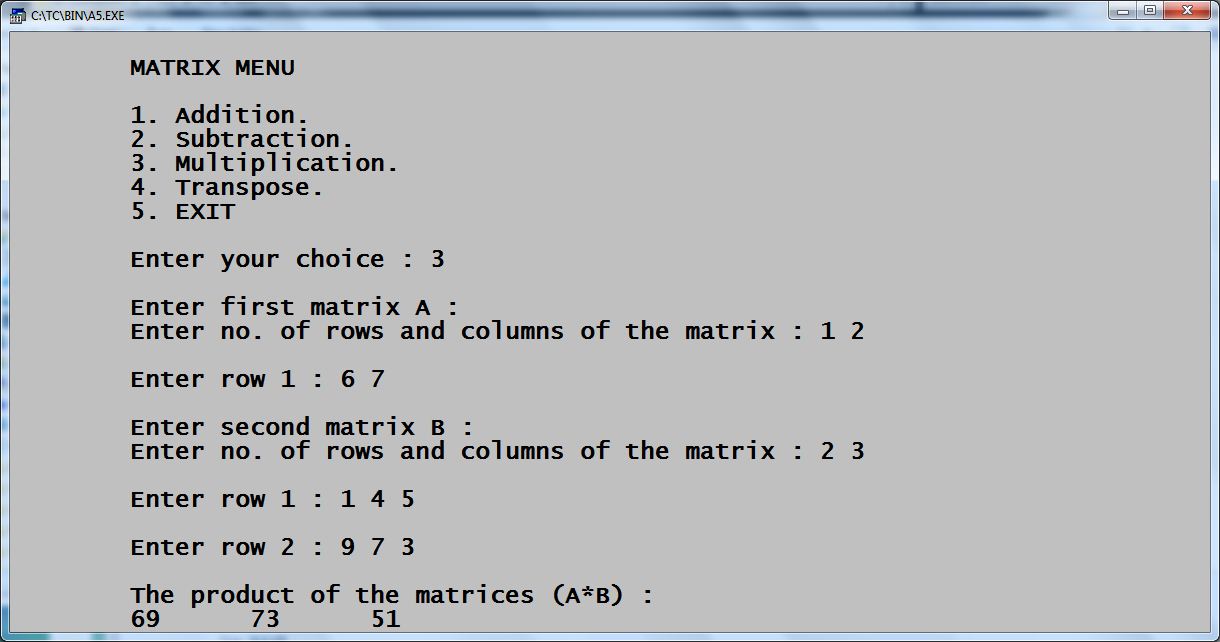 C:\TC\BIN\A5.EXE
MATRIX MENU
1. Addition.
2. Subtraction.
3. Multiplication.
4. Transpose.
5. EXIT
Enter your choice : 3
Enter first matrix A :
Enter no. of rows and columns of the matrix : 1 2
Enter row 1 : 6 7
Enter second matrix B :
Enter no. of rows and columns of the matrix : 2 3
Enter row 1 : 1 4 5
Enter row 2 : 9 7 3
The product of the matrices (A*B) :
69 73 51